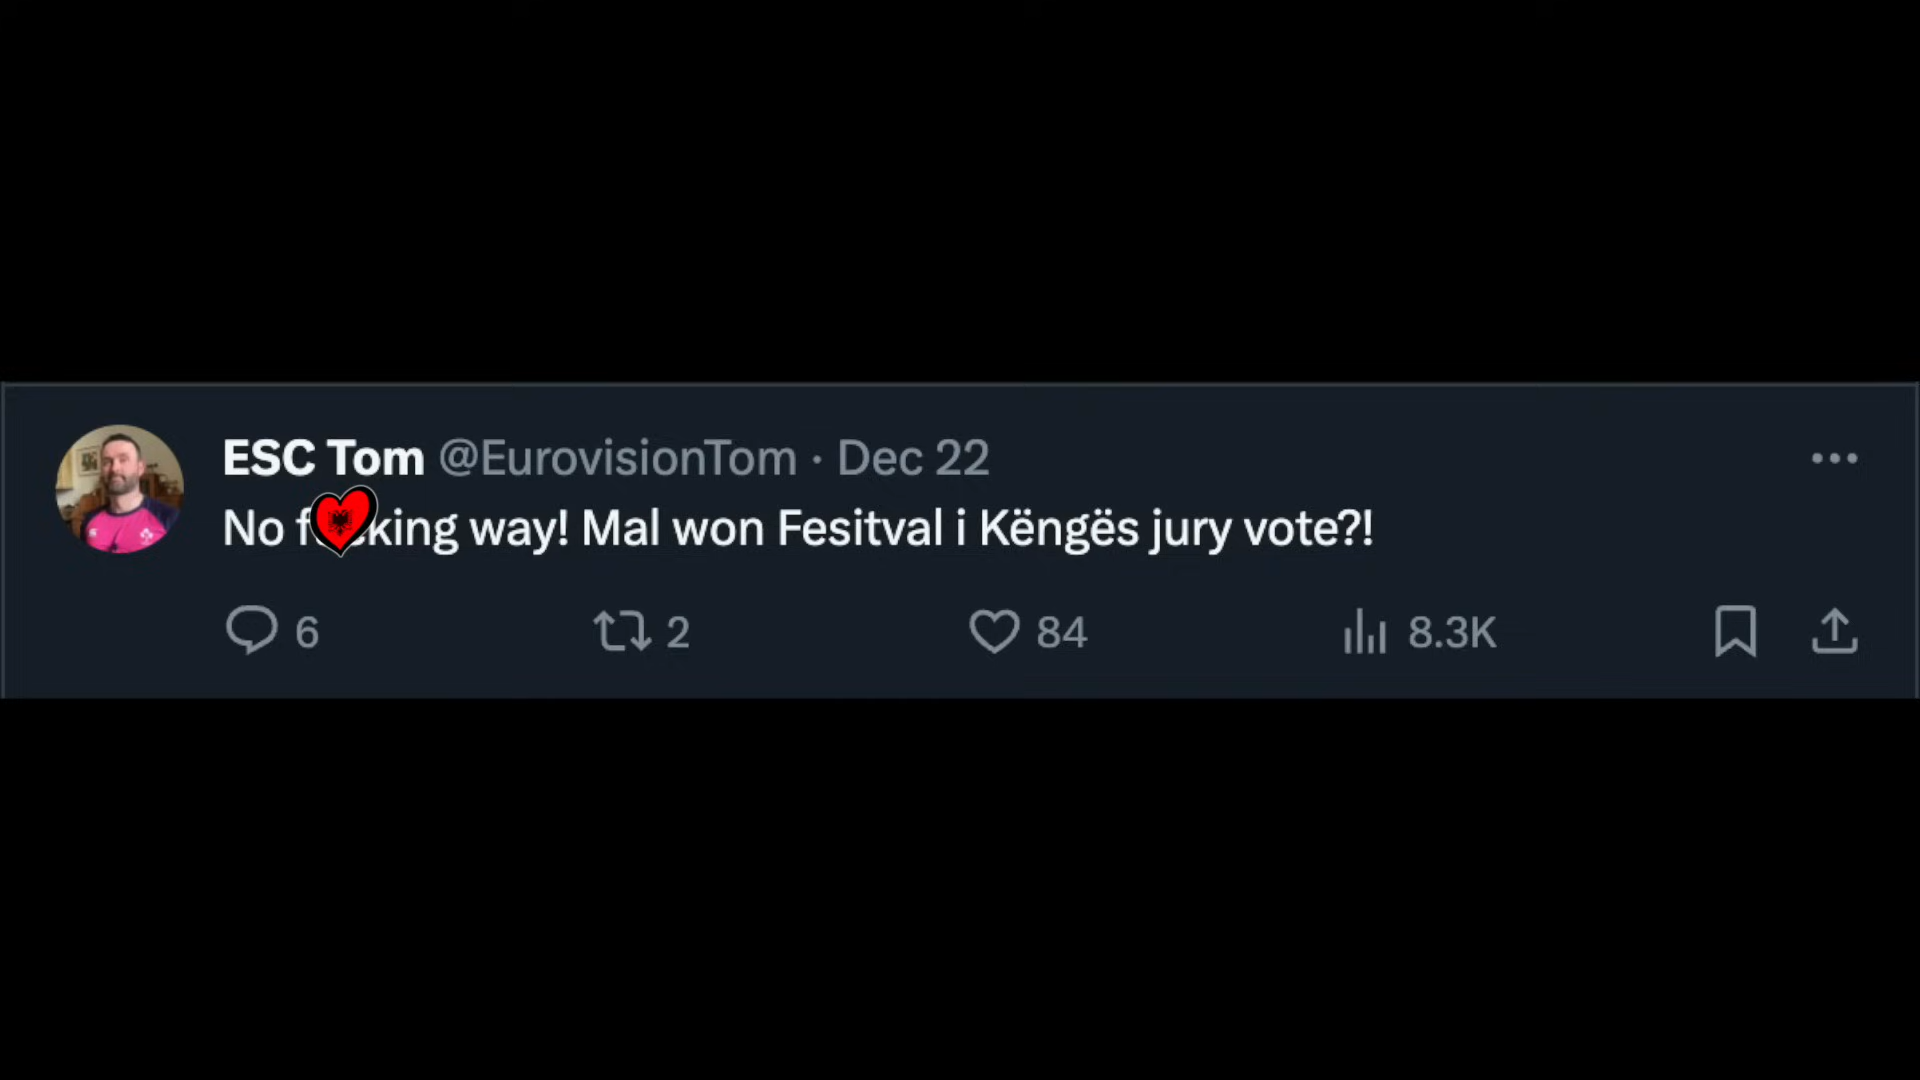 ESC Tom @EurovisionTom · Dec 22
No f king way! Mal won Fesitval i Këngës jury vote?!
6 2 84 8.3K